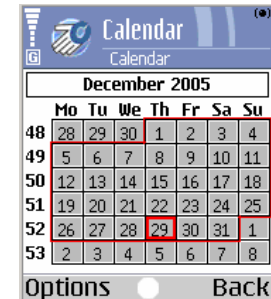 Calendar
G Calendar
December 2005
Mo Tu We Th Fr Sa Su
48 28 29 30 1 2 3 4
49 5 6 7 8 9 10 11
50 12 13 14 15 16 17 18
51 19 20 21 22 23 24 25
52 26 27 28 29 30 31 1
53 2 3 4 5 6 7 8
Options Back